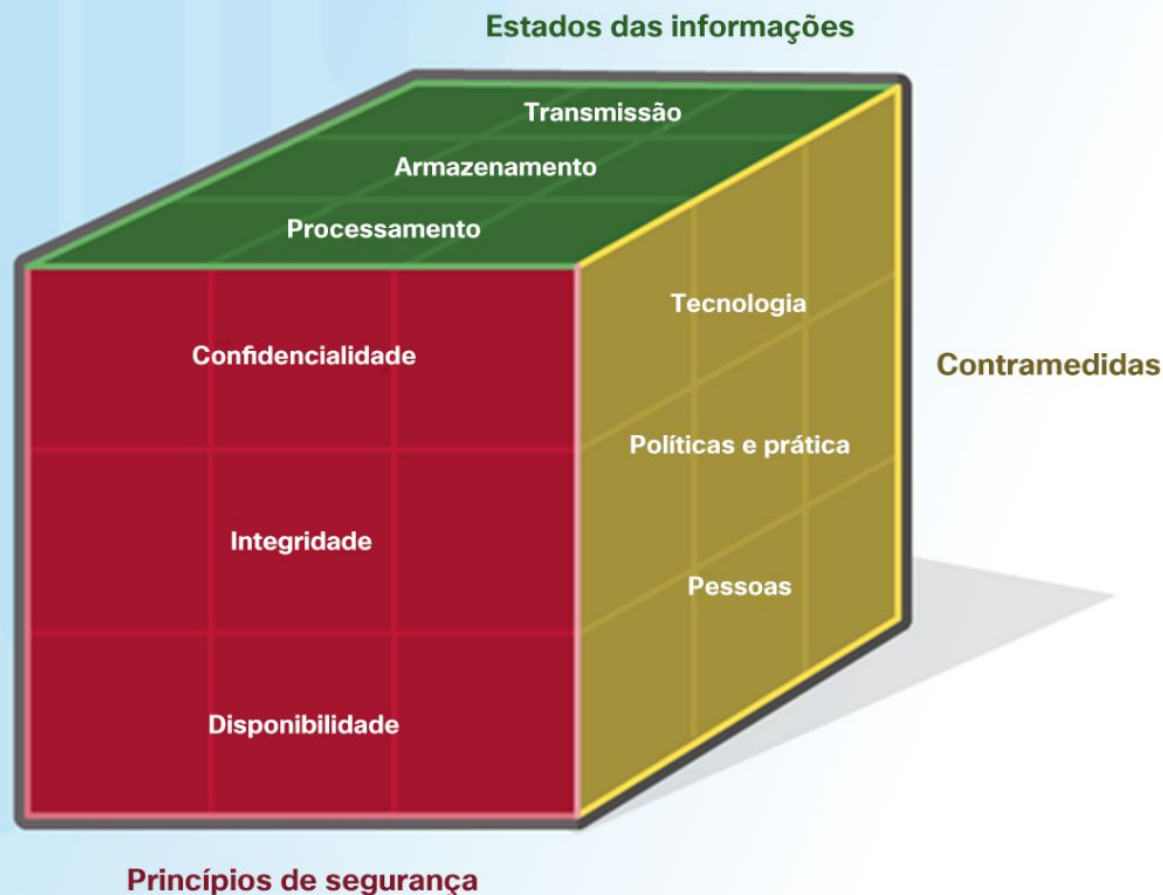 Estados das informações
Transmissão
Armazenamento
Processamento
Confidencialidade
Integridade
Disponibilidade
Tecnologia
Políticas e prática
Pessoas
Contramedidas
Princípios de segurança